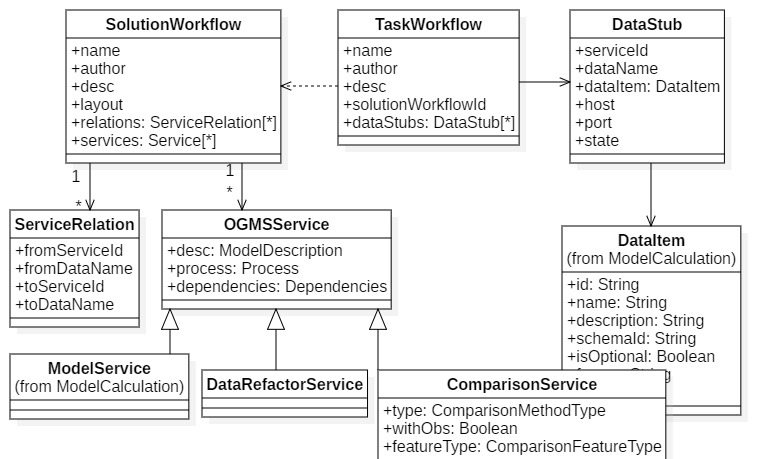 SolutionWorkflow
+name
+author
+desc
+layout
+relations: ServiceRelation[*]
+services: Service[*]
TaskWorkflow
+name
+author
+desc
+solutionWorkflowId
+dataStubs: DataStub[*]
DataStub
+serviceId
+dataName
+dataItem: DataItem
+host
+port
+state
1
*
1
*
ServiceRelation
+fromServiceId
+fromDataName
+toServiceId
+toDataName
OGMSService
+desc: ModelDescription
+process: Process
+dependencies: Dependencies
DataItem
(from ModelCalculation)
+id: String
+name: String
+description: String
+schemaId: String
+isOptional: Boolean
ModelService
(from ModelCalculation)
DataRefactorService
ComparisonService
+type: ComparisonMethodType
+withObs: Boolean
+featureType: ComparisonFeatureType